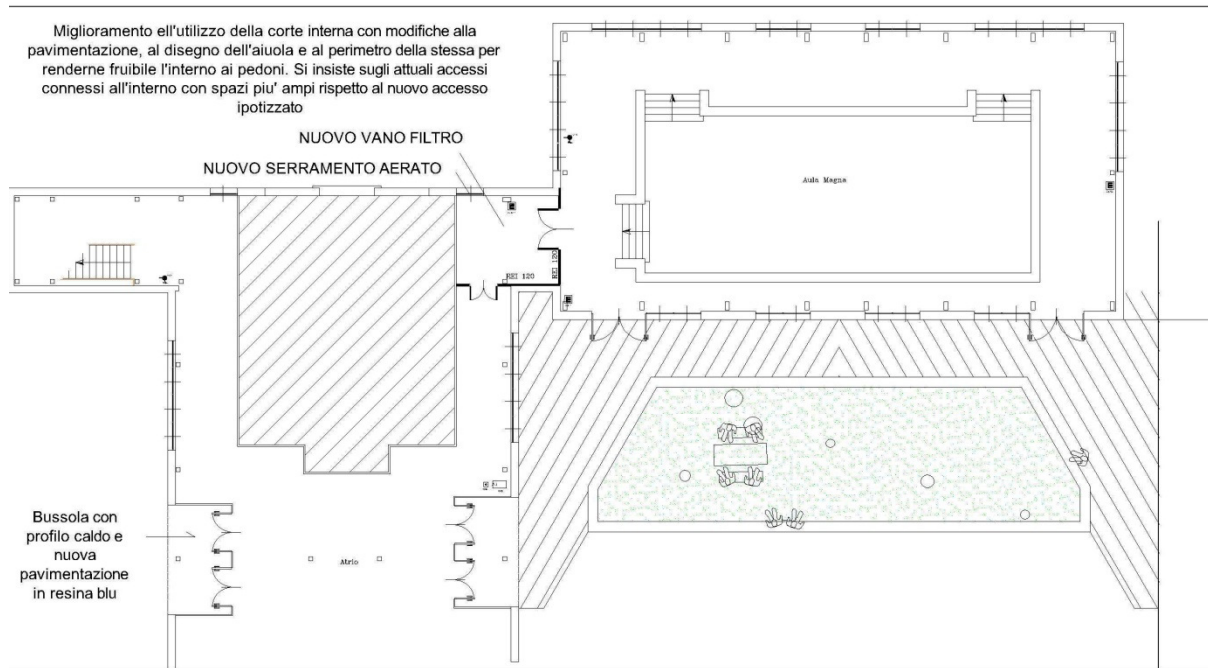 Miglioramento ell'utilizzo della corte interna con modifiche alla
pavimentazione, al disegno dell'aiuola e al perimetro della stessa per
renderne fruibile l'interno ai pedoni. Si insiste sugli attuali accessi
connessi all'interno con spazi piu' ampi rispetto al nuovo accesso
ipotizzato
NUOVO VANO FILTRO
NUOVO SERRAMENTO AERATO
Aula Magna
REI 120
REI 120
Bussola con
profilo caldo e
nuova
pavimentazione
in resina blu
Atrio